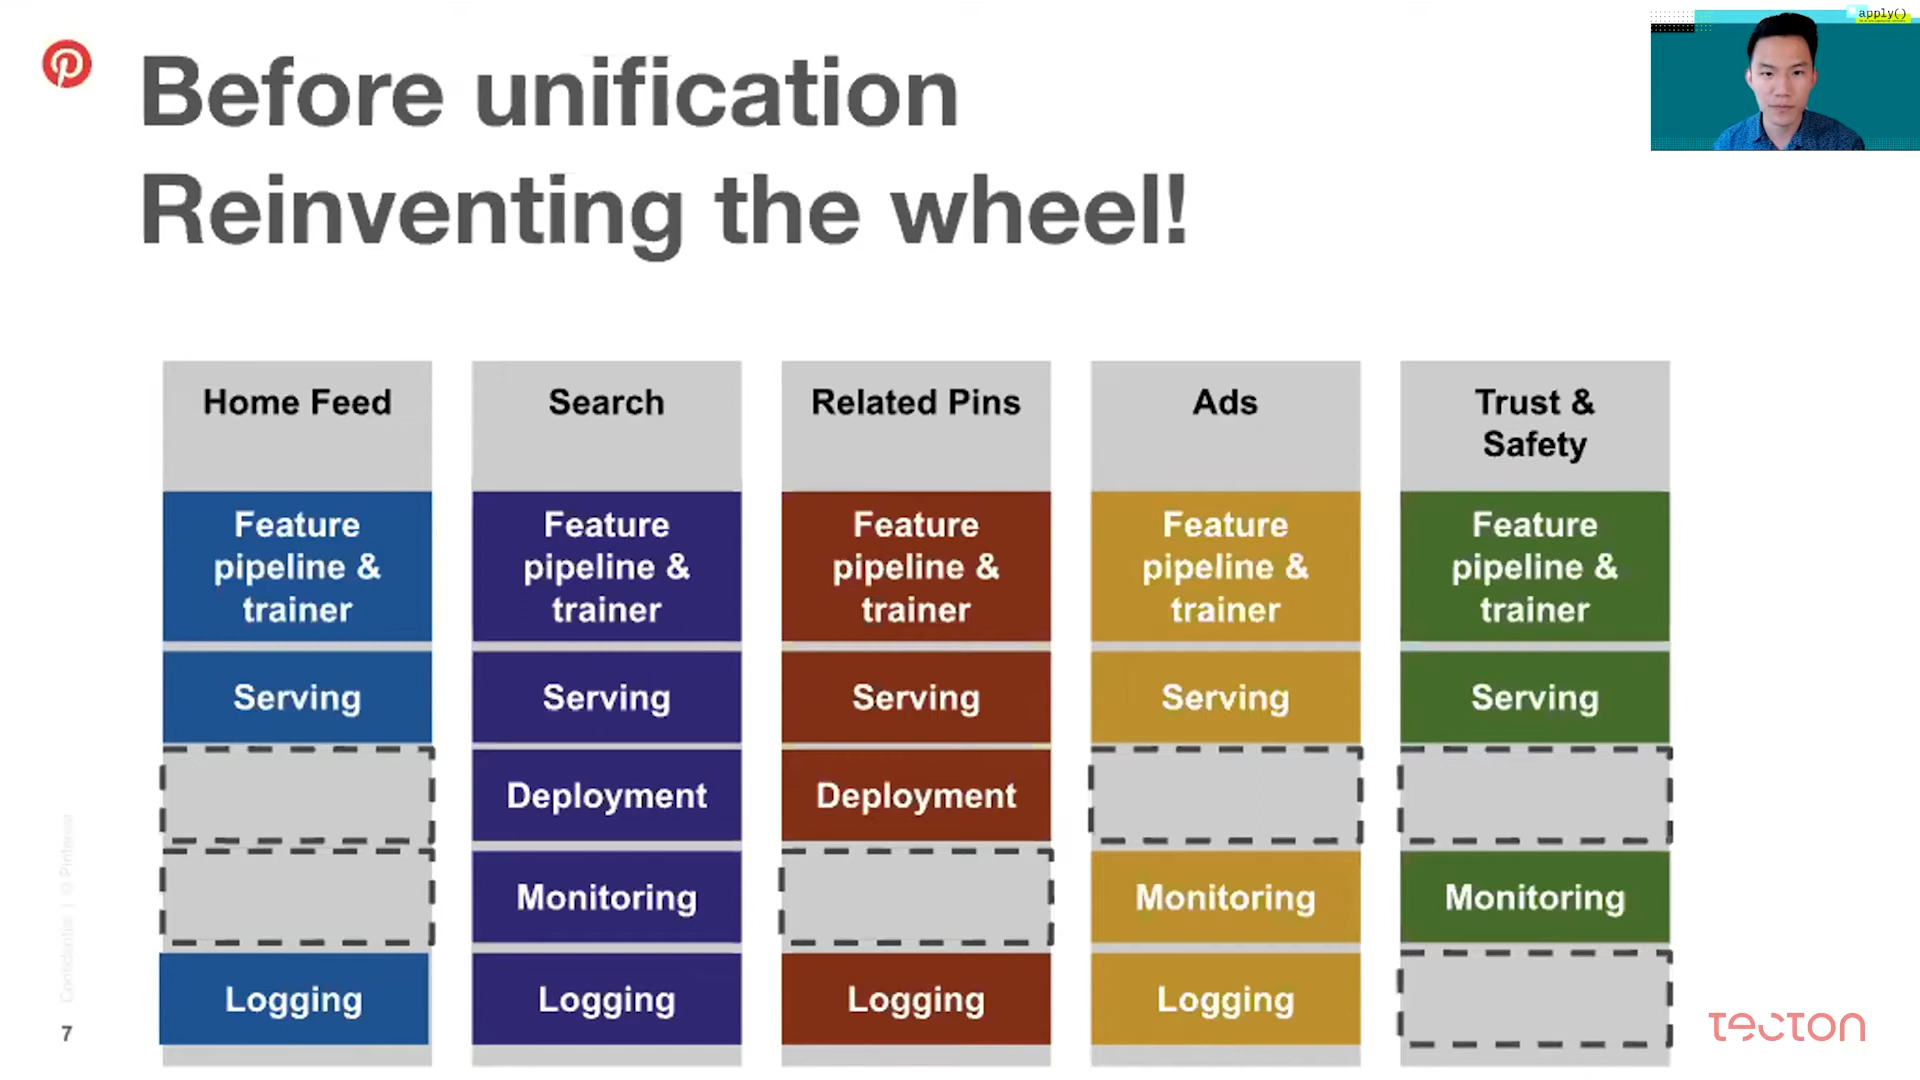 apply()
Before unification
Reinventing the wheel!
Home Feed
Search
Related Pins
Ads
Trust &
Safety
Feature
pipeline &
trainer
Feature
pipeline &
trainer
Feature
pipeline &
trainer
Feature
pipeline &
trainer
Feature
pipeline &
trainer
Serving
Serving
Serving
Serving
Serving
Deployment
Deployment
Monitoring
Monitoring
Monitoring
Logging
Logging
Logging
Logging
Confidential | © Pinterest
7
tecton